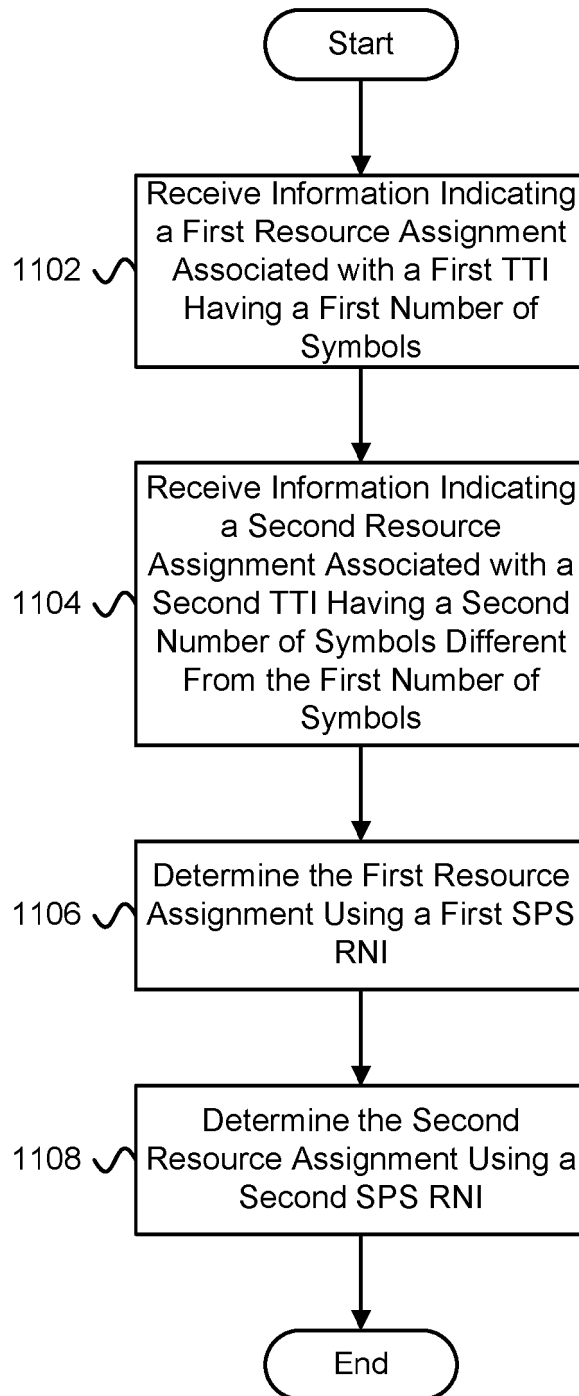 Start
Receive Information Indicating
a First Resource Assignment
1102
Associated with a First TTI
Having a First Number of
Symbols
Receive Information Indicating
a Second Resource
Assignment Associated with a
1104
Second TTI Having a Second
Number of Symbols Different
From the First Number of
Symbols
Determine the First Resource
1106
Assignment Using a First SPS
RNI
Determine the Second
1108
Resource Assignment Using a
Second SPS RNI
End